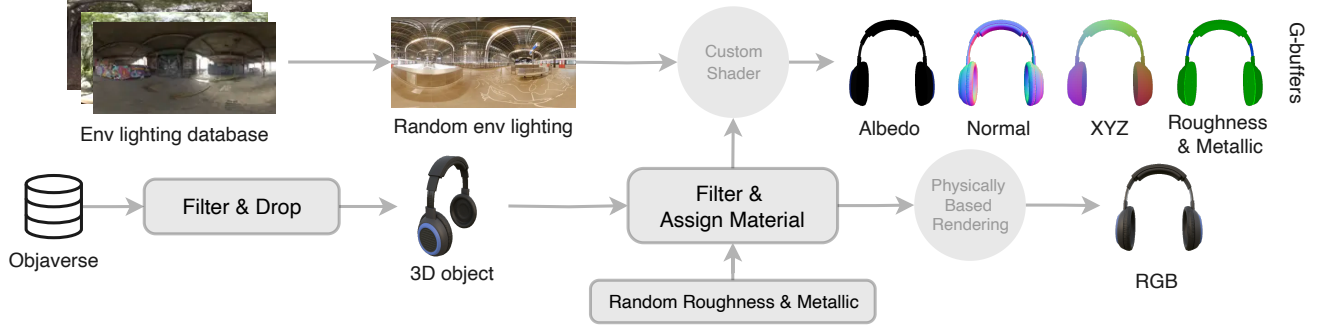 Custom
Shader
G-buffers
Env lighting database
Random env lighting
Albedo
Normal
XYZ
Roughness
& Metallic
Objaverse
Filter & Drop
3D object
Filter &
Assign Material
Physically
Based
Rendering
RGB
Random Roughness & Metallic